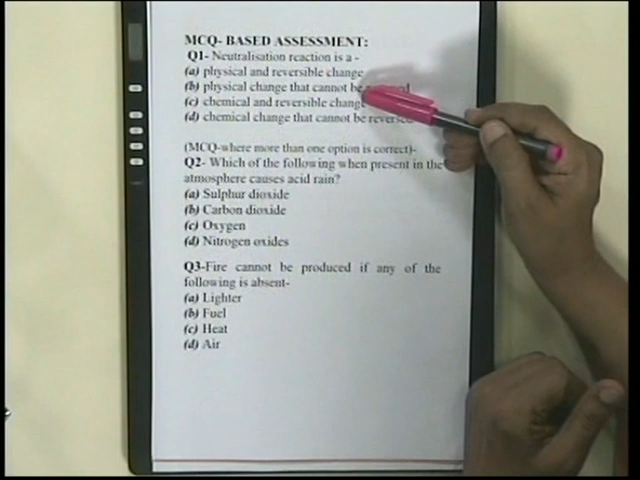 MCQ- BASED ASSESSMENT:
Q1- Neutralisation reaction is a -
(a) physical and reversible change
(b) physical change that cannot be
(c) chemical and reversible change
(d) chemical change that cannot be reversed
(MCQ-where more than one option is correct)-
Q2- Which of the following when present in the
atmosphere causes acid rain?
(a) Sulphur dioxide
(b) Carbon dioxide
(c) Oxygen
(d) Nitrogen oxides
Q3-Fire cannot be produced if any of the
following is absent-
(a) Lighter
(b) Fuel
(c) Heat
(d) Air